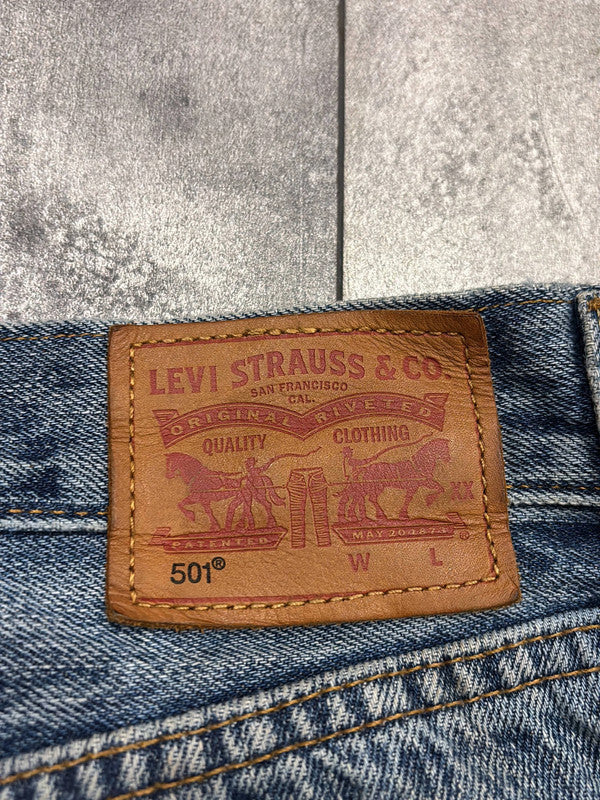 LEVI STRAUSS & CO.
SAN FRANCISCO
CAL.
ORIGINAL RIVETED
QUALITY CLOTHING
XX
PATENTED MAY 20 1873
®
501® W L